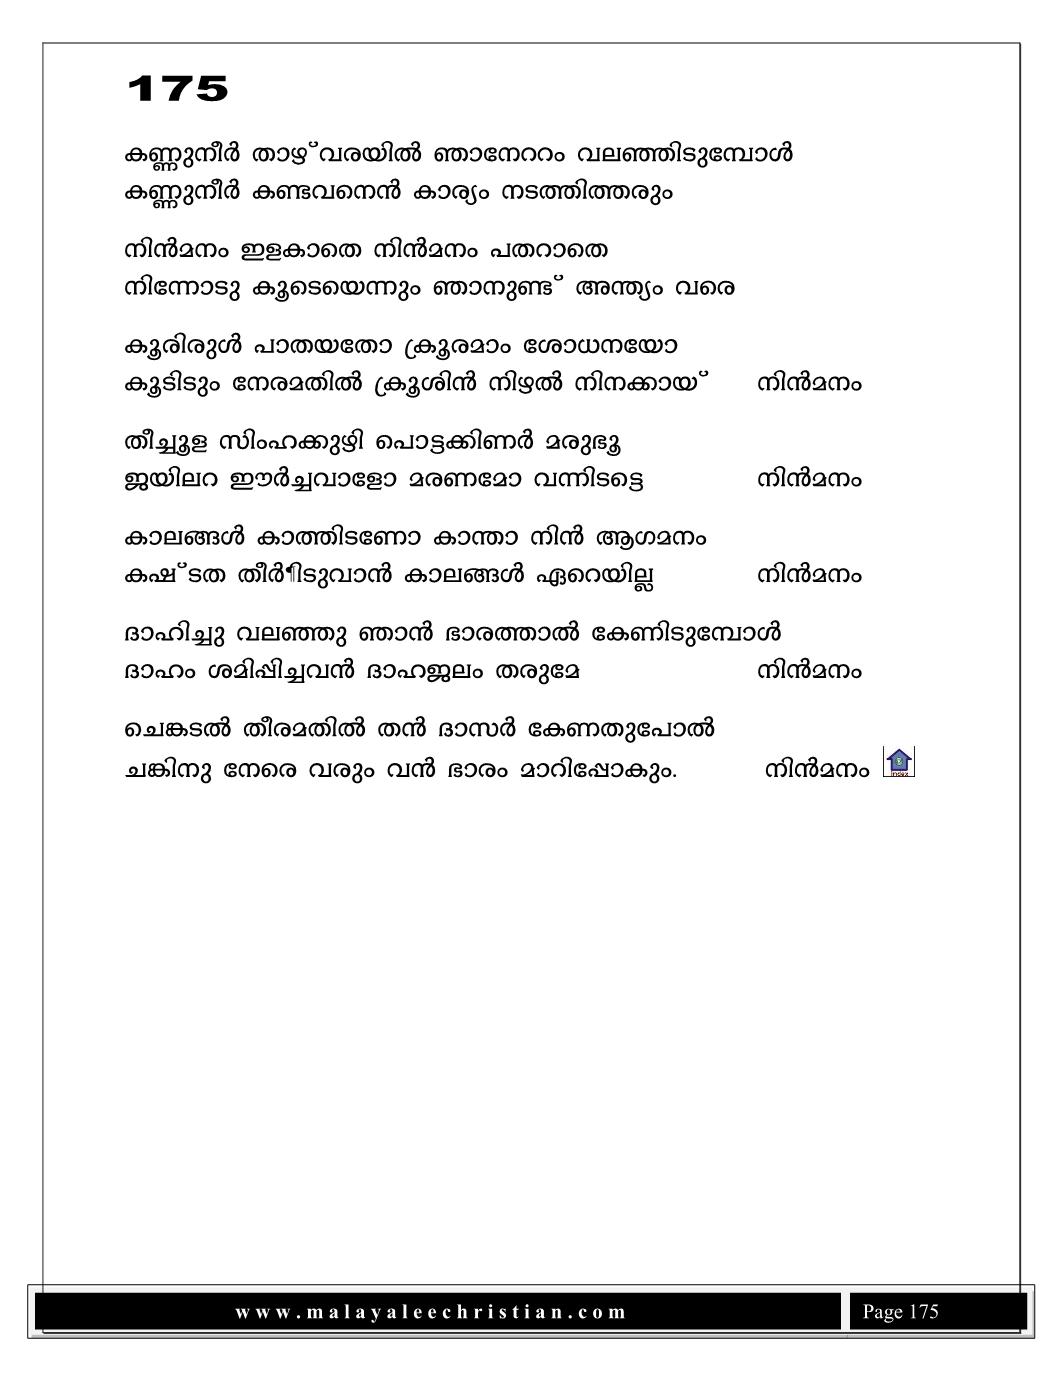 175
കണ്ണുനീർ താഴ്‌വരയിൽ ഞാനേററം വലഞ്ഞിടുമ്പോൾ
കണ്ണുനീർ കണ്ടവനെൻ കാര്യം നടത്തിത്തരും
നിൻമനം ഇളകാതെ നിൻമനം പതറാതെ
നിന്നോടു കൂടെയെന്നും ഞാനുണ്ട് അന്ത്യം വരെ
കൂരിരുൾ പാതയതോ ക്രൂരമാം ശോധനയോ
കൂടിടും നേരമതിൽ ക്രൂശിൻ നിഴൽ നിനക്കായ് നിൻമനം
തീച്ചൂള സിംഹക്കുഴി പൊട്ടക്കിണർ മരുഭൂ
ജയിലറ ഈർച്ചവാളോ മരണമോ വന്നിടട്ടെ നിൻമനം
കാലങ്ങൾ കാത്തിടണോ കാന്താ നിൻ ആഗമനം
കഷ്ടത തീർ¶ിടുവാൻ കാലങ്ങൾ ഏറെയില്ല നിൻമനം
ദാഹിച്ചു വലഞ്ഞു ഞാൻ ഭാരത്താൽ കേണിടുമ്പോൾ
ദാഹം ശമിപ്പിച്ചവൻ ദാഹജലം തരുമേ നിൻമനം
ചെങ്കടൽ തീരമതിൽ തൻ ദാസർ കേണതുപോൽ
ചങ്കിനു നേരെ വരും വൻ ഭാരം മാറിപ്പോകും. നിൻമനം index
www.malayaleechristian.com Page 175